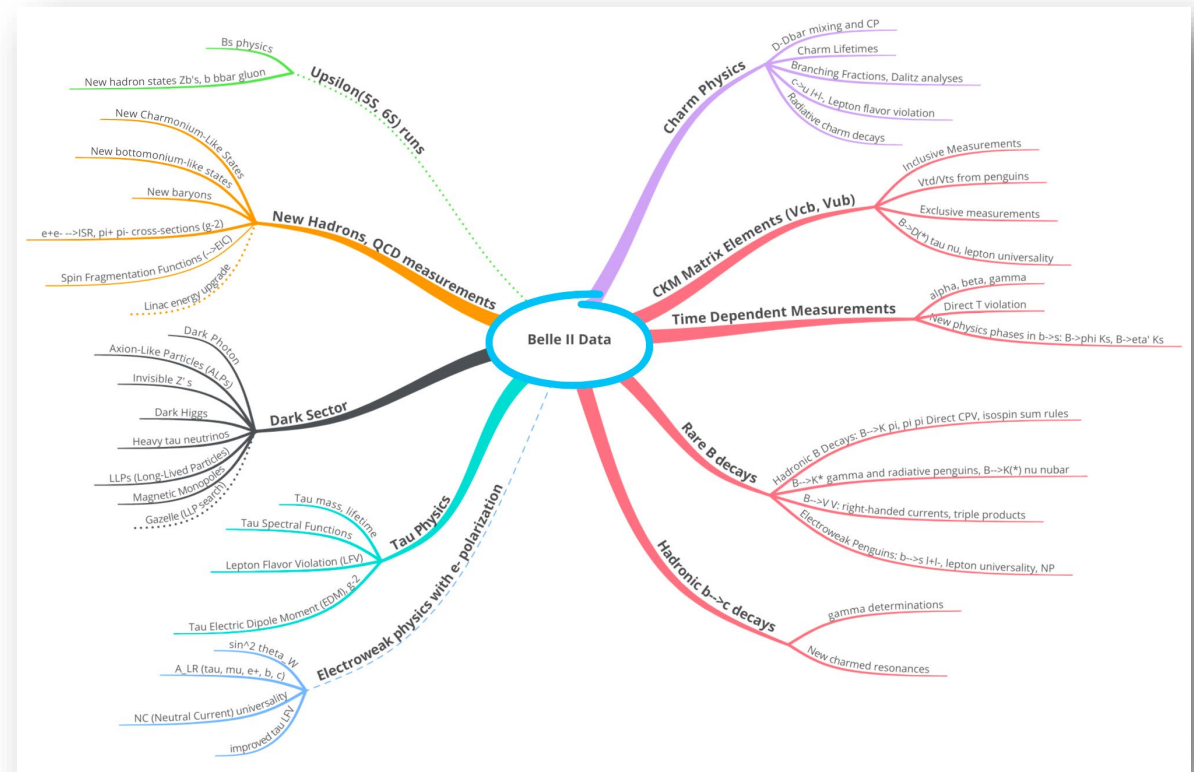 Belle II Data
Upsilon(5S, 6S) runs
Bs physics
New hadron states Zb's, b bbar gluon
New Hadrons, QCD measurements
New Charmonium-Like States
New bottomonium-like states
New baryons
e+e- -->ISR, pi+ pi- cross-sections (g-2)
Spin Fragmentation Functions (-->EIC)
Linac energy upgrade
Dark Sector
Dark Photon
Axion-Like Particles (ALPs)
Invisible Z' s
Dark Higgs
Heavy tau neutrinos
LLPs (Long-Lived Particles)
Magnetic Monopoles
Gazelle (LLP search)
Tau Physics
Tau mass, lifetime
Tau Spectral Functions
Lepton Flavor Violation (LFV)
Tau Electric Dipole Moment (EDM), g-2
Electroweak physics with e- polarization
sin^2 theta_W
A_LR (tau, mu, e+, b, c)
NC (Neutral Current) universality
improved tau LFV
Charm Physics
D-Dbar mixing and CP
Charm Lifetimes
Branching Fractions, Dalitz analyses
c->u l+l-, Lepton flavor violation
Radiative charm decays
CKM Matrix Elements (Vcb, Vub)
Inclusive Measurements
Vtd/Vts from penguins
Exclusive measurements
B->D(*) tau nu, lepton universality
Time Dependent Measurements
alpha, beta, gamma
Direct T violation
New physics phases in b->s: B->phi Ks, B->eta' Ks
Rare B decays
Hadronic B Decays: B-->K pi, pi pi Direct CPV, isospin sum rules
B-->K* gamma and radiative penguins, B-->K(*) nu nubar
B-->V V: right-handed currents, triple products
Electroweak Penguins: b-->s l+l-, lepton universality, NP
Hadronic b-->c decays
gamma determinations
New charmed resonances